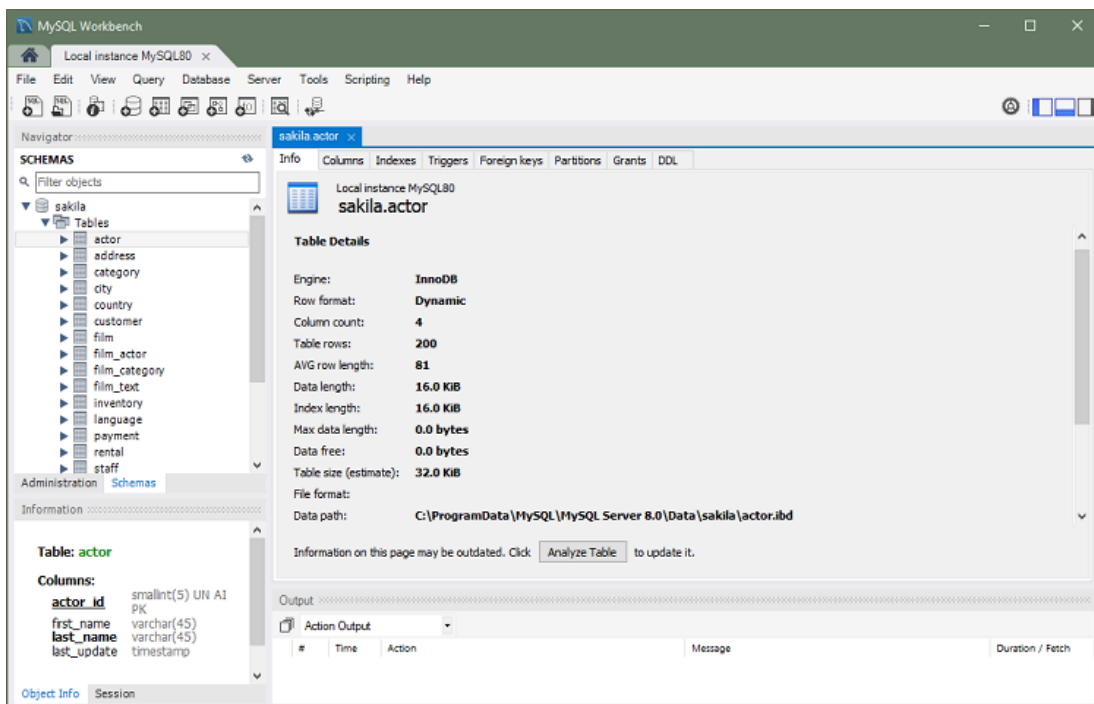 MySQL Workbench
Local instance MySQL80
File Edit View Query Database Server Tools Scripting Help
Navigator
SCHEMAS
Filter objects
sakila
Tables
actor
address
category
city
country
customer
film
film_actor
film_category
film_text
inventory
language
payment
rental
staff
Administration Schemas
Information
Table: actor
Columns:
actor_id smallint(5) UN AI PK
first_name varchar(45)
last_name varchar(45)
last_update timestamp
Object Info Session
sakila.actor
Info Columns Indexes Triggers Foreign keys Partitions Grants DDL
Local instance MySQL80
sakila.actor
Table Details
Engine: InnoDB
Row format: Dynamic
Column count: 4
Table rows: 200
AVG row length: 81
Data length: 16.0 KiB
Index length: 16.0 KiB
Max data length: 0.0 bytes
Data free: 0.0 bytes
Table size (estimate): 32.0 KiB
File format:
Data path: C:\ProgramData\MySQL\MySQL Server 8.0\Data\sakila\actor.ibd
Information on this page may be outdated. Click Analyze Table to update it.
Output
Action Output
# Time Action Message Duration / Fetch